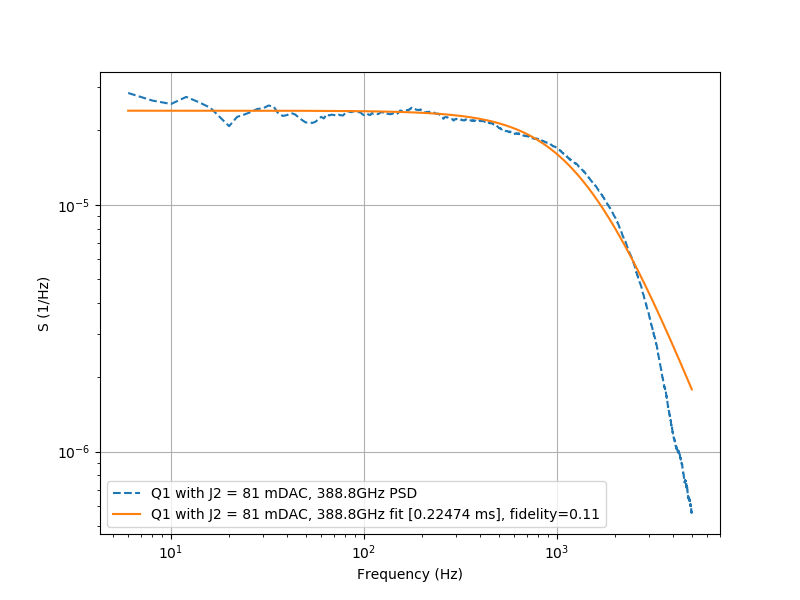 S (1/Hz)
10⁻⁵
10⁻⁶
Q1 with J2 = 81 mDAC, 388.8GHz PSD
Q1 with J2 = 81 mDAC, 388.8GHz fit [0.22474 ms], fidelity=0.11
10¹ 10² 10³
Frequency (Hz)